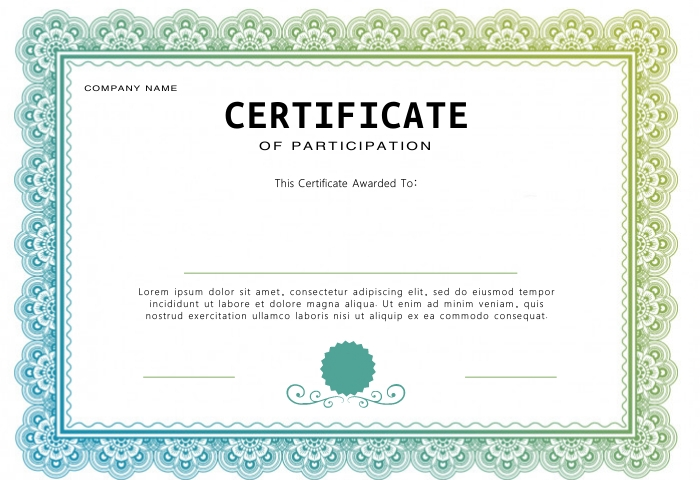 COMPANY NAME
CERTIFICATE
OF PARTICIPATION
This Certificate Awarded To:
Lorem ipsum dolor sit amet, consectetur adipiscing elit, sed do eiusmod tempor
incididunt ut labore et dolore magna aliqua. Ut enim ad minim veniam, quis
nostrud exercitation ullamco laboris nisi ut aliquip ex ea commodo consequat.